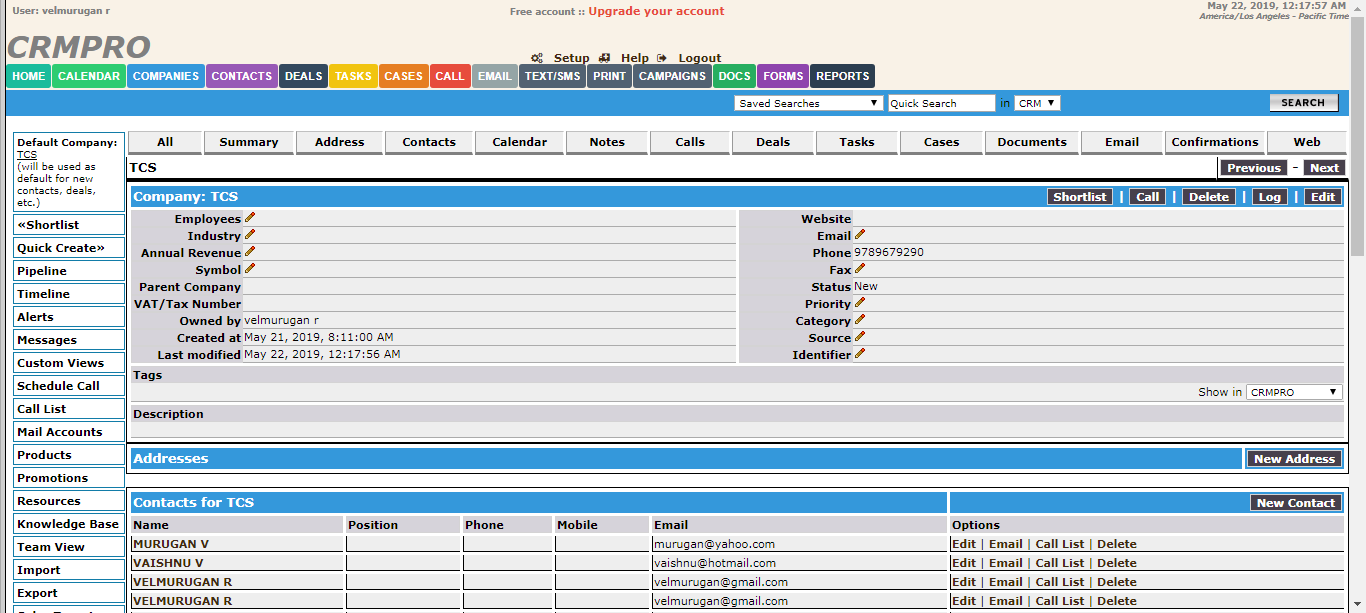 User: velmurugan r
Free account :: Upgrade your account
May 22, 2019, 12:17:57 AM
America/Los Angeles - Pacific Time
CRMPRO
Setup Help Logout
HOME CALENDAR COMPANIES CONTACTS DEALS TASKS CASES CALL EMAIL TEXT/SMS PRINT CAMPAIGNS DOCS FORMS REPORTS
Saved Searches Quick Search in CRM SEARCH
Default Company:
TCS
(will be used as
default for new
contacts, deals,
etc.)
«Shortlist
Quick Create»
Pipeline
Timeline
Alerts
Messages
Custom Views
Schedule Call
Call List
Mail Accounts
Products
Promotions
Resources
Knowledge Base
Team View
Import
Export
All Summary Address Contacts Calendar Notes Calls Deals Tasks Cases Documents Email Confirmations Web
TCS Previous - Next
Company: TCS Shortlist | Call | Delete | Log | Edit
Employees
Industry
Annual Revenue
Symbol
Parent Company
VAT/Tax Number
Owned by velmurugan r
Created at May 21, 2019, 8:11:00 AM
Last modified May 22, 2019, 12:17:56 AM
Website
Email
Phone 9789679290
Fax
Status New
Priority
Category
Source
Identifier
Tags
Show in CRMPRO
Description
Addresses New Address
Contacts for TCS New Contact
Name Position Phone Mobile Email Options
MURUGAN V murugan@yahoo.com Edit | Email | Call List | Delete
VAISHNU V vaishnu@hotmail.com Edit | Email | Call List | Delete
VELMURUGAN R velmurugan@gmail.com Edit | Email | Call List | Delete
VELMURUGAN R velmurugan@gmail.com Edit | Email | Call List | Delete